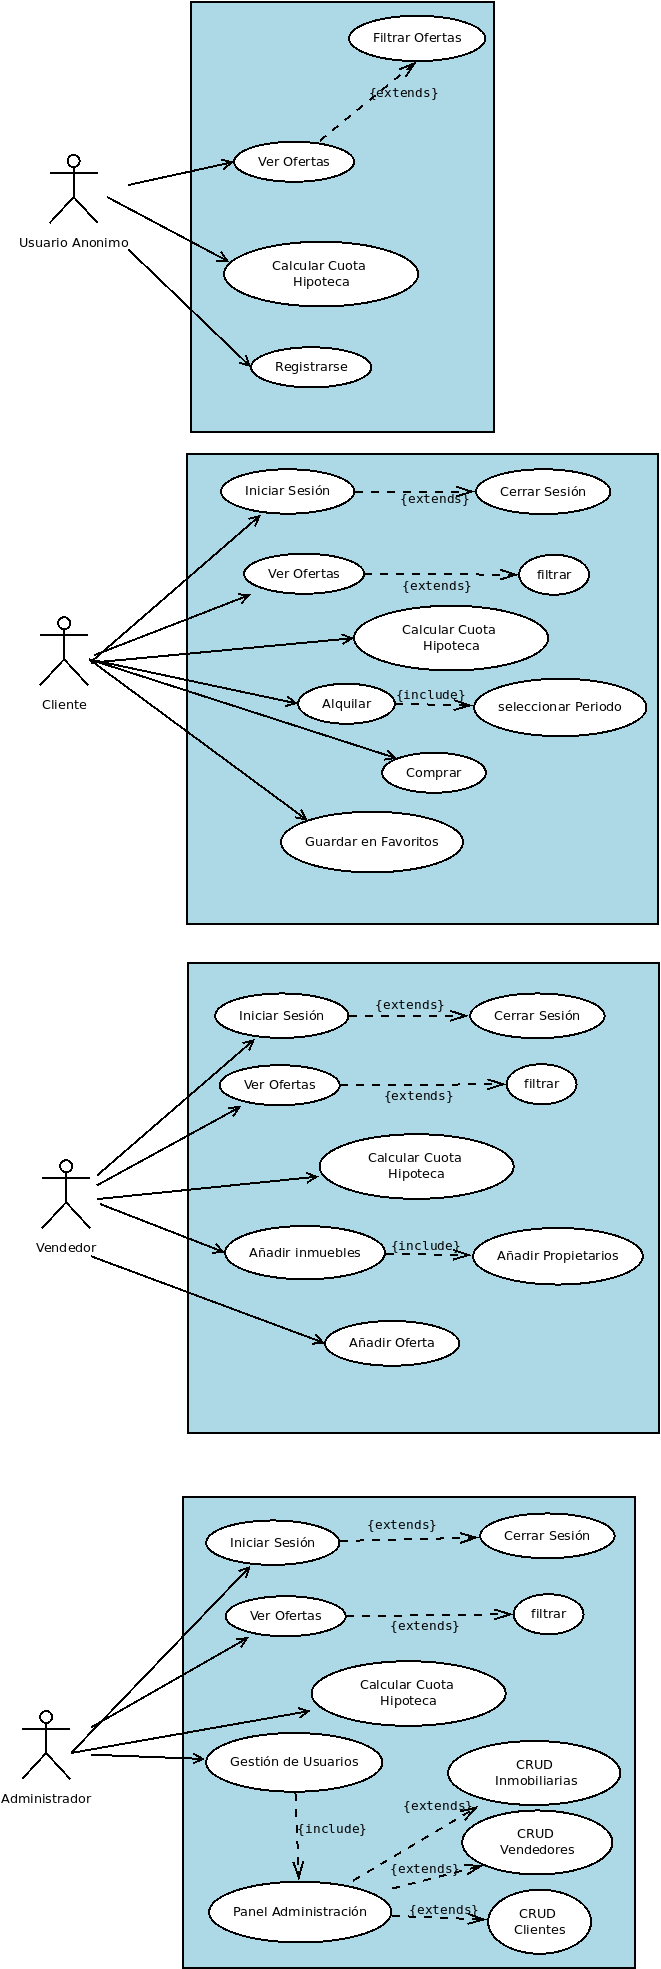 Filtrar Ofertas
{extends}
Ver Ofertas
Usuario Anonimo
Calcular Cuota
Hipoteca
Registrarse
Iniciar Sesión
{extends}
Cerrar Sesión
Ver Ofertas
{extends}
filtrar
Calcular Cuota
Hipoteca
Cliente
Alquilar
{include}
seleccionar Periodo
Comprar
Guardar en Favoritos
Iniciar Sesión
{extends}
Cerrar Sesión
Ver Ofertas
{extends}
filtrar
Calcular Cuota
Hipoteca
Vendedor
Añadir inmuebles
{include}
Añadir Propietarios
Añadir Oferta
Iniciar Sesión
{extends}
Cerrar Sesión
Ver Ofertas
{extends}
filtrar
Calcular Cuota
Hipoteca
Administrador
Gestión de Usuarios
CRUD
Inmobiliarias
{extends}
{include}
CRUD
Vendedores
{extends}
Panel Administración
{extends}
CRUD
Clientes